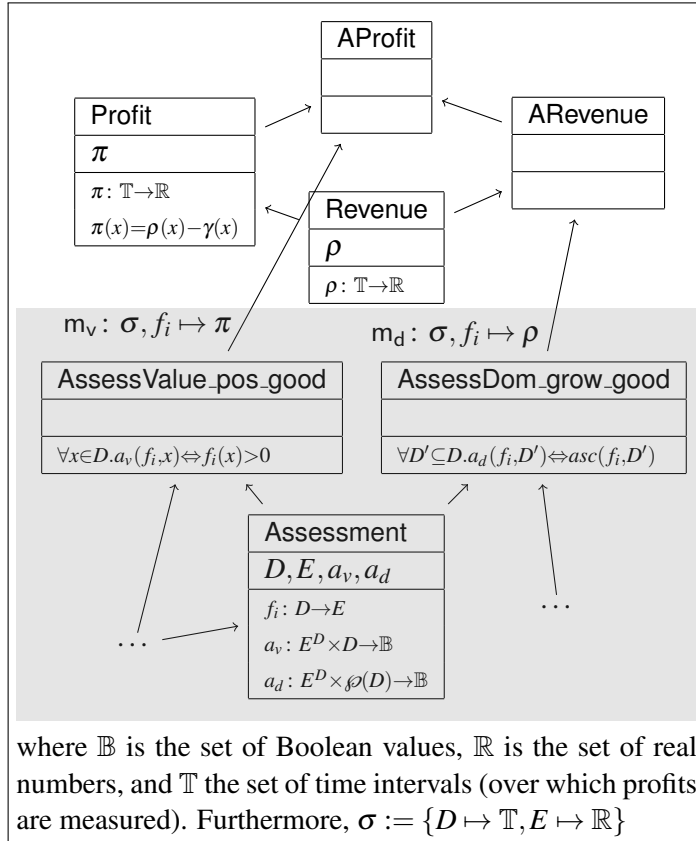 AProfit
Profit
π
π: 𝕋→ℝ
π(x)=ρ(x)−γ(x)
ARevenue
Revenue
ρ
ρ: 𝕋→ℝ
m_v: σ, f_i ↦ π
m_d: σ, f_i ↦ ρ
AssessValue_pos_good
∀x∈D.a_v(f_i,x)⇔f_i(x)>0
AssessDom_grow_good
∀D′⊆D.a_d(f_i,D′)⇔asc(f_i,D′)
Assessment
D, E, a_v, a_d
f_i: D→E
a_v: E^D×D→𝔹
a_d: E^D×℘(D)→𝔹
...
...
where 𝔹 is the set of Boolean values, ℝ is the set of real
numbers, and 𝕋 the set of time intervals (over which profits
are measured). Furthermore, σ := {D ↦ 𝕋, E ↦ ℝ}